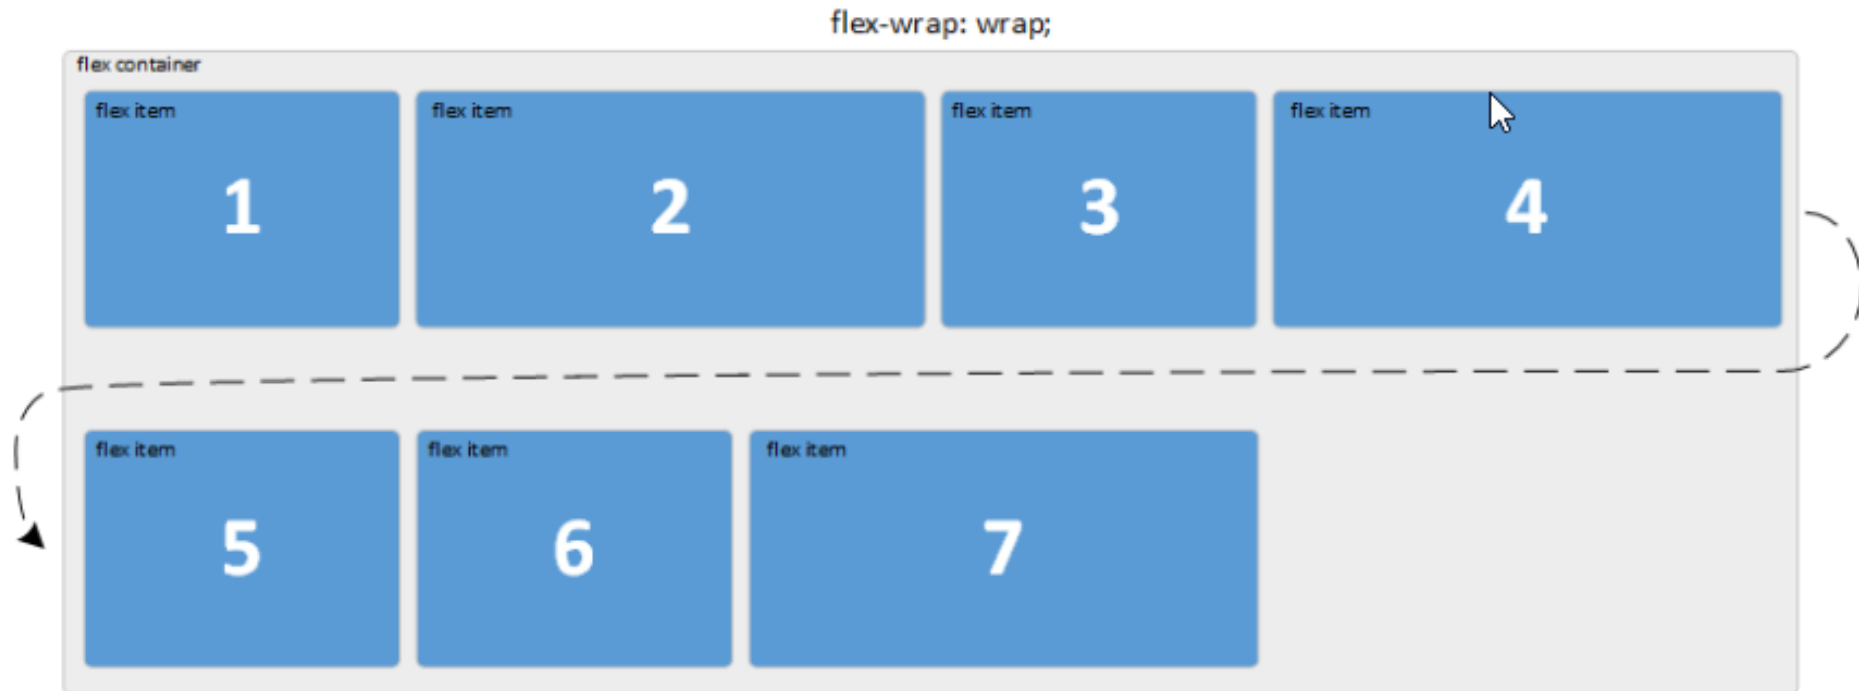 flex-wrap: wrap;
flex container
flex item
flex item
flex item
flex item
1
2
3
4
flex item
flex item
flex item
5
6
7